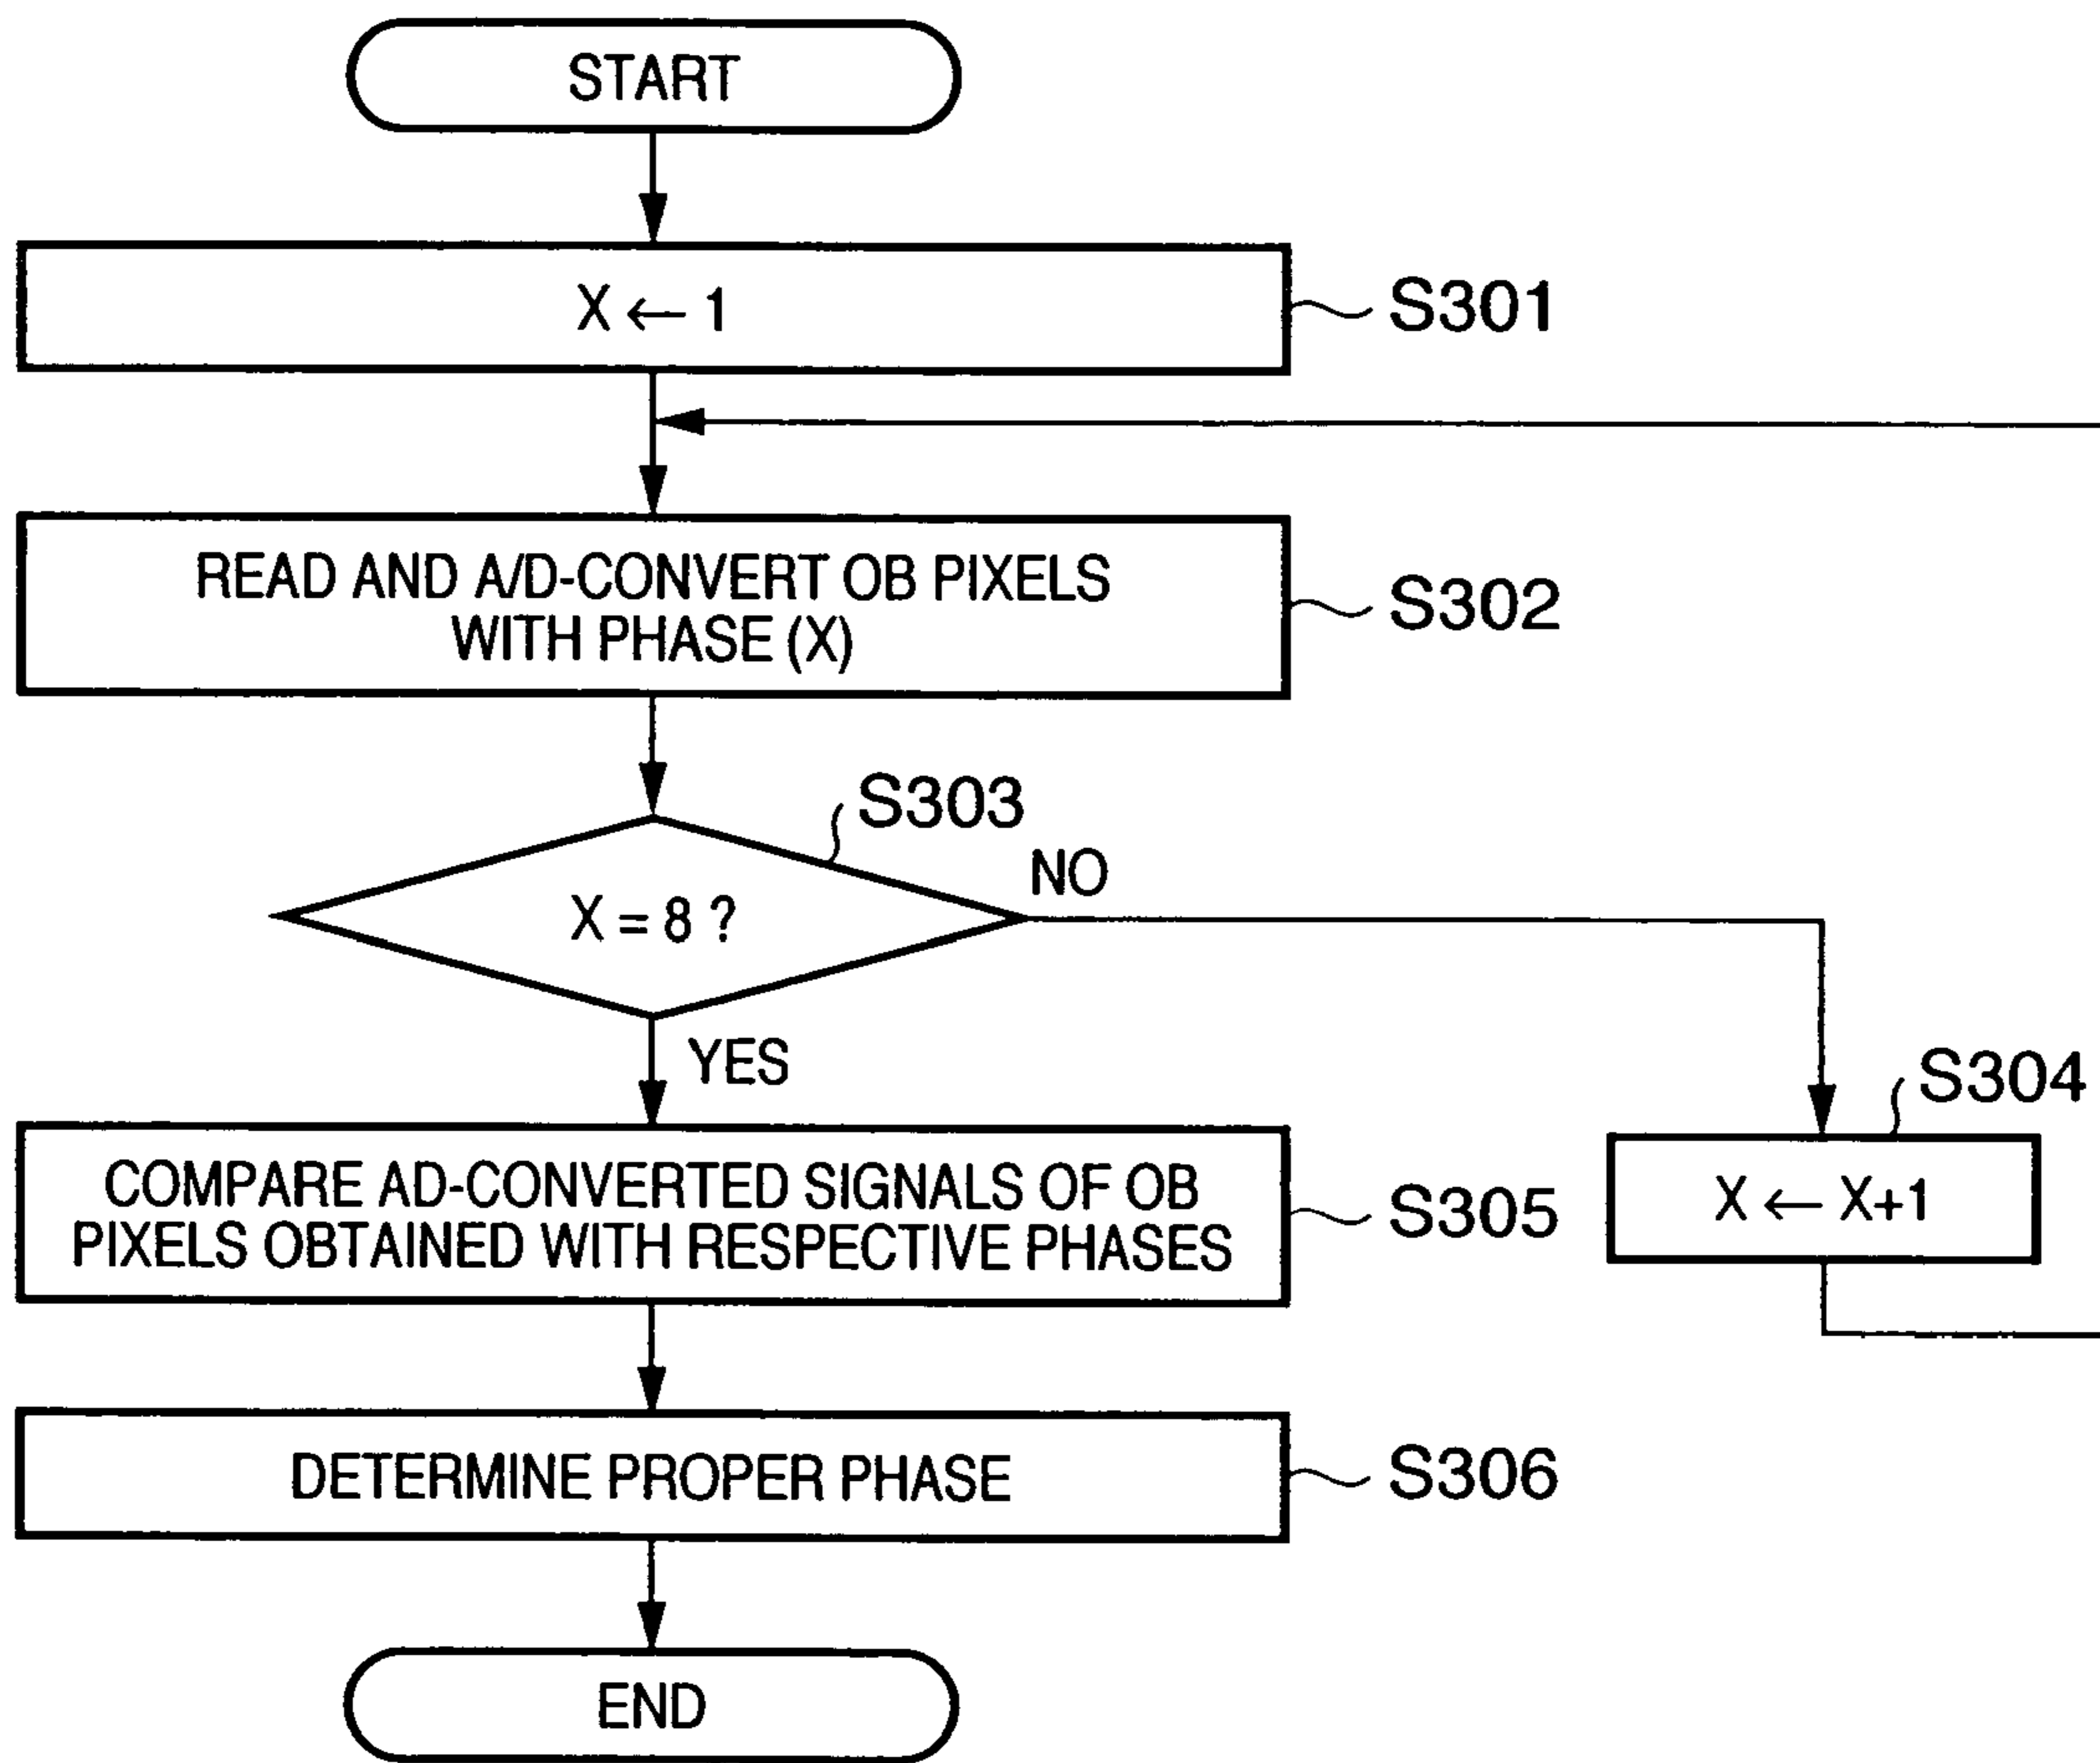 START
X ← 1
S301
READ AND A/D-CONVERT OB PIXELS
WITH PHASE (X)
S302
S303
X = 8 ?
NO
YES
S304
X ← X+1
COMPARE AD-CONVERTED SIGNALS OF OB
PIXELS OBTAINED WITH RESPECTIVE PHASES
S305
DETERMINE PROPER PHASE
S306
END